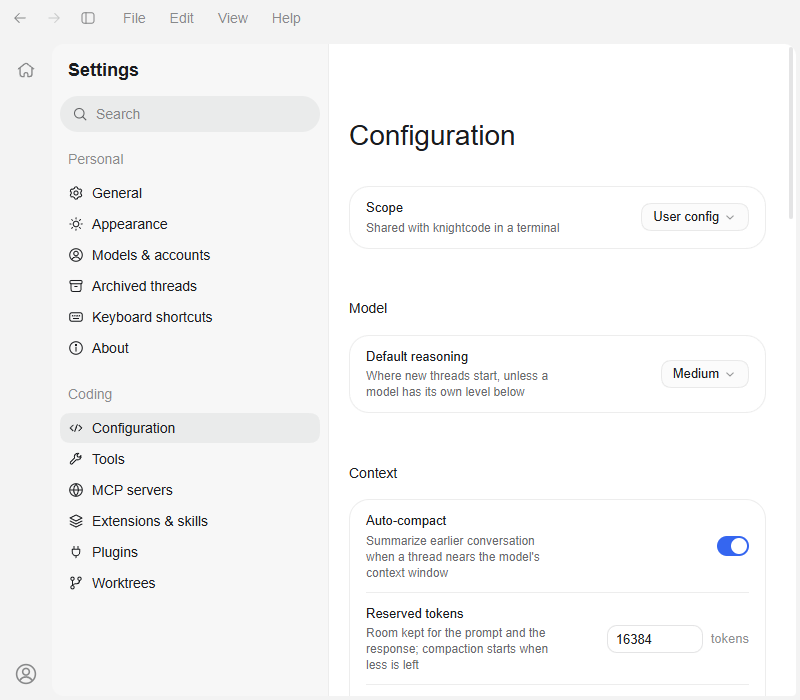 File Edit View Help
Settings
Search
Personal
General
Appearance
Models & accounts
Archived threads
Keyboard shortcuts
About
Coding
Configuration
Tools
MCP servers
Extensions & skills
Plugins
Worktrees
Configuration
Scope
Shared with knightcode in a terminal
User config
Model
Default reasoning
Where new threads start, unless a
model has its own level below
Medium
Context
Auto-compact
Summarize earlier conversation
when a thread nears the model's
context window
Reserved tokens
Room kept for the prompt and the
response; compaction starts when
less is left
16384 tokens